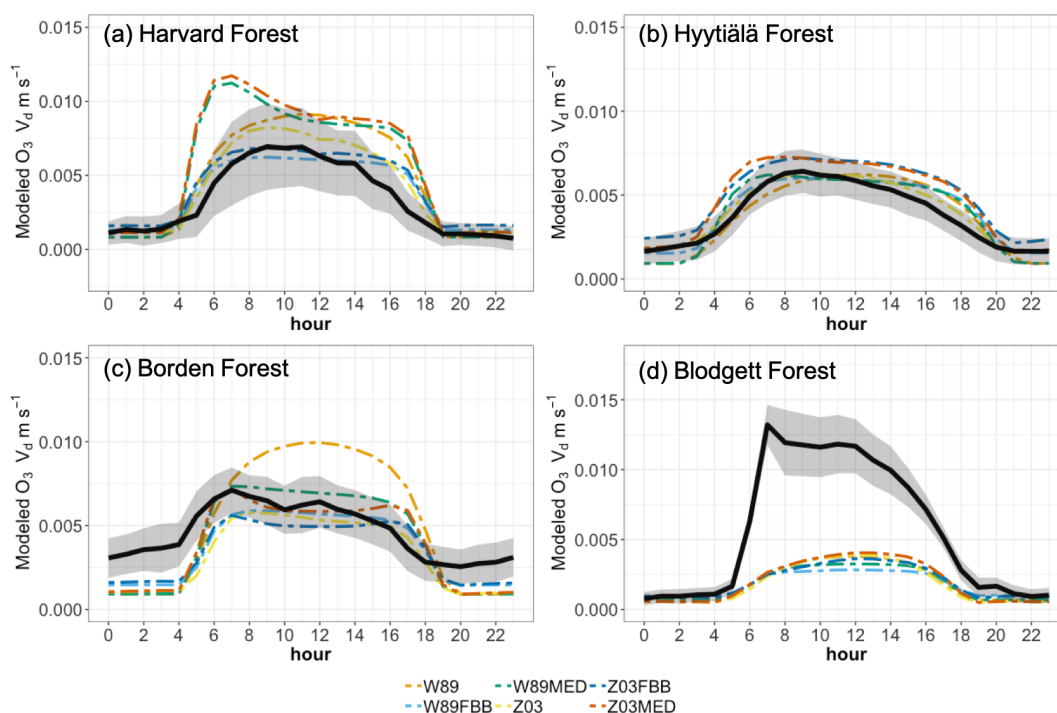 (a) Harvard Forest
Modeled O3 Vd m s−1
0.015
0.010
0.005
0.000
0 2 4 6 8 10 12 14 16 18 20 22
hour
(b) Hyytiälä Forest
Modeled O3 Vd m s−1
0.015
0.010
0.005
0.000
0 2 4 6 8 10 12 14 16 18 20 22
hour
(c) Borden Forest
Modeled O3 Vd m s−1
0.015
0.010
0.005
0.000
0 2 4 6 8 10 12 14 16 18 20 22
hour
(d) Blodgett Forest
Modeled O3 Vd m s−1
0.015
0.010
0.005
0.000
0 2 4 6 8 10 12 14 16 18 20 22
hour
W89 W89MED Z03FBB
W89FBB Z03 Z03MED